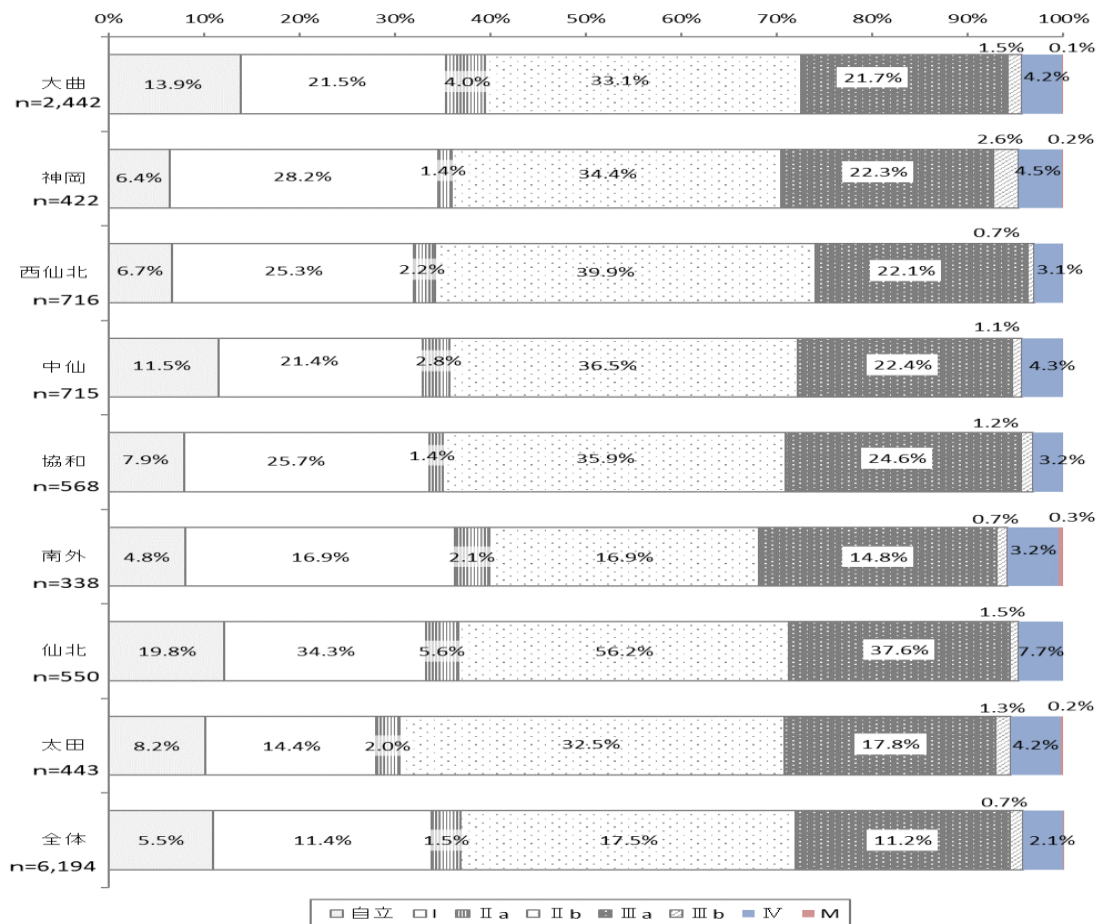 0% 10% 20% 30% 40% 50% 60% 70% 80% 90% 100%
1.5% 0.1%
大曲 13.9% 21.5% 4.0% 33.1% 21.7% 4.2%
n=2,442
2.6% 0.2%
神岡 6.4% 28.2% 1.4% 34.4% 22.3% 4.5%
n=422
0.7%
西仙北 6.7% 25.3% 2.2% 39.9% 22.1% 3.1%
n=716
1.1%
中仙 11.5% 21.4% 2.8% 36.5% 22.4% 4.3%
n=715
1.2%
協和 7.9% 25.7% 1.4% 35.9% 24.6% 3.2%
n=568
0.7% 0.3%
南外 4.8% 16.9% 2.1% 16.9% 14.8% 3.2%
n=338
1.5%
仙北 19.8% 34.3% 5.6% 56.2% 37.6% 7.7%
n=550
1.3% 0.2%
太田 8.2% 14.4% 2.0% 32.5% 17.8% 4.2%
n=443
0.7%
全体 5.5% 11.4% 1.5% 17.5% 11.2% 2.1%
n=6,194
自立 I Ⅱa Ⅱb Ⅲa Ⅲb Ⅳ M